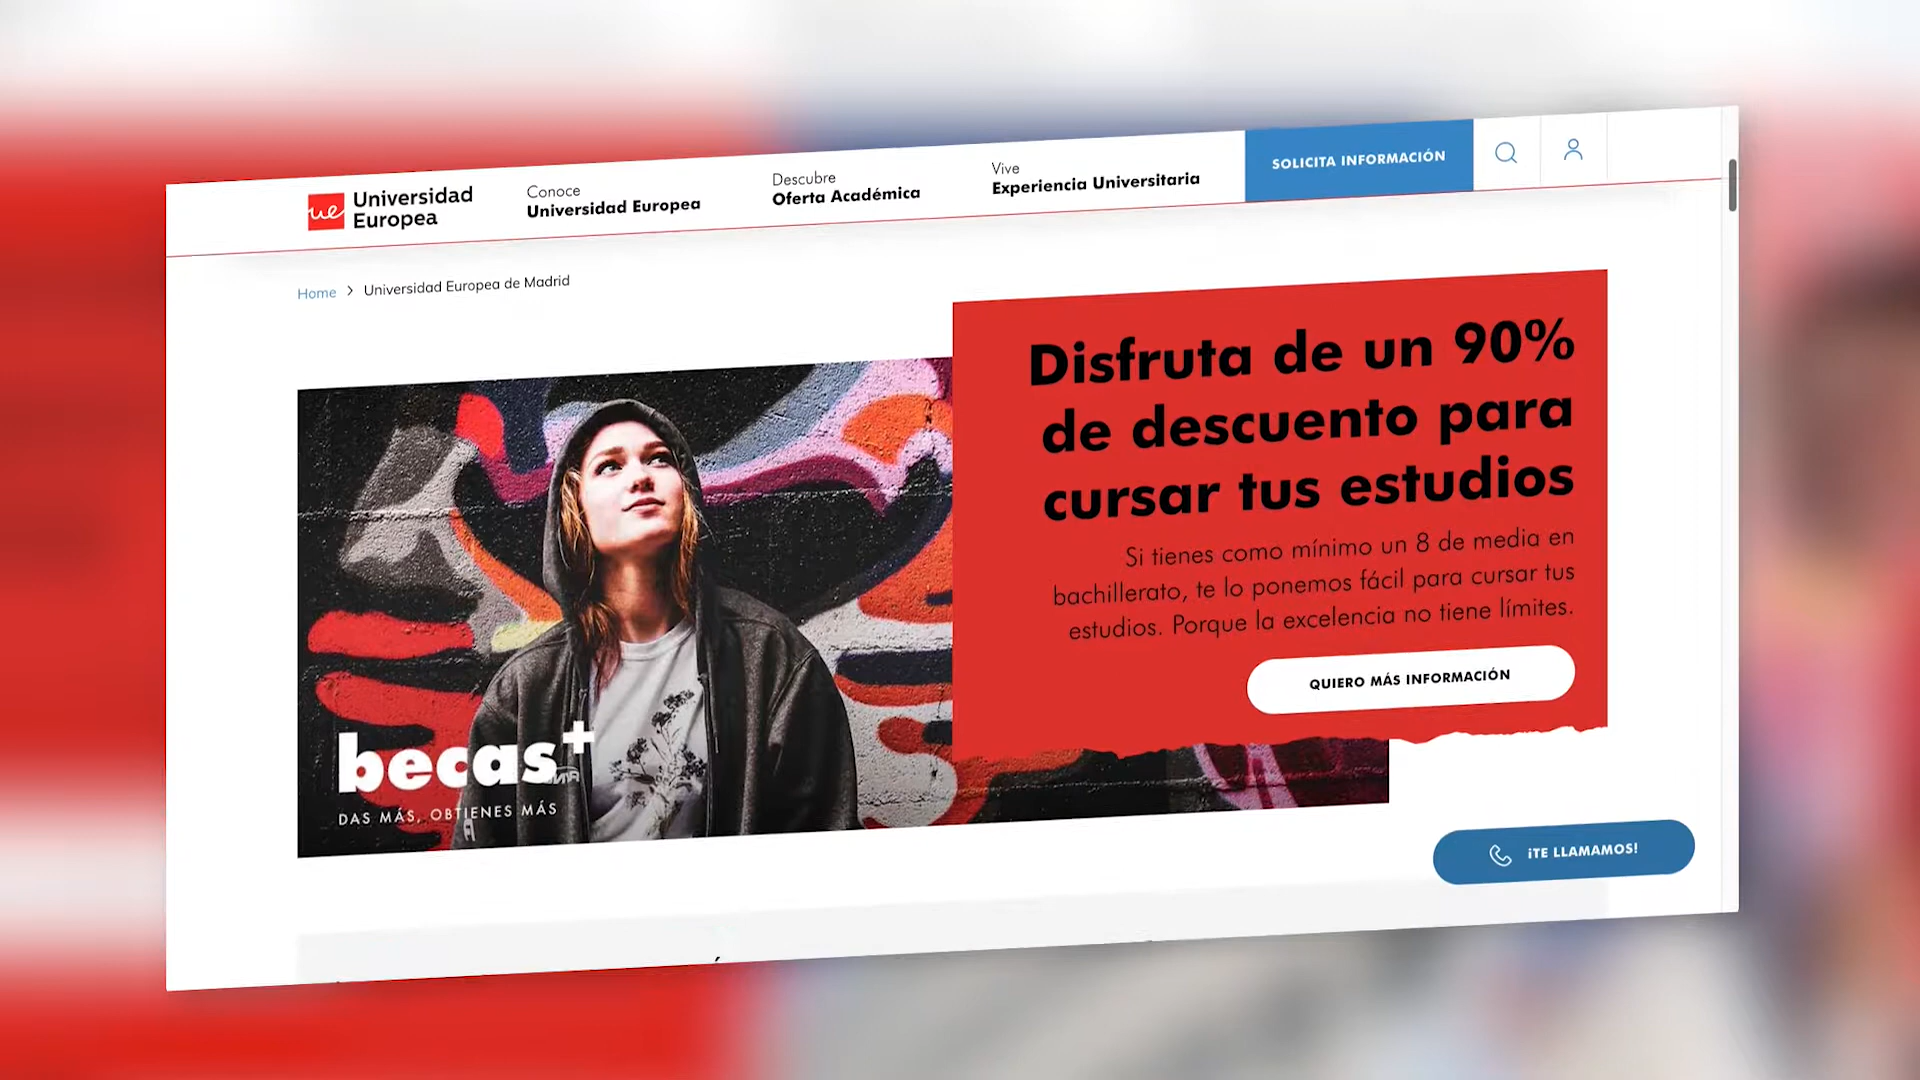 ue Universidad
Europea
Conoce
Universidad Europea
Descubre
Oferta Académica
Vive
Experiencia Universitaria
SOLICITA INFORMACIÓN
Home > Universidad Europea de Madrid
Disfruta de un 90%
de descuento para
cursar tus estudios
Si tienes como mínimo un 8 de media en
bachillerato, te lo ponemos fácil para cursar tus
estudios. Porque la excelencia no tiene límites.
QUIERO MÁS INFORMACIÓN
becas+
DAS MÁS, OBTIENES MÁS
¡TE LLAMAMOS!